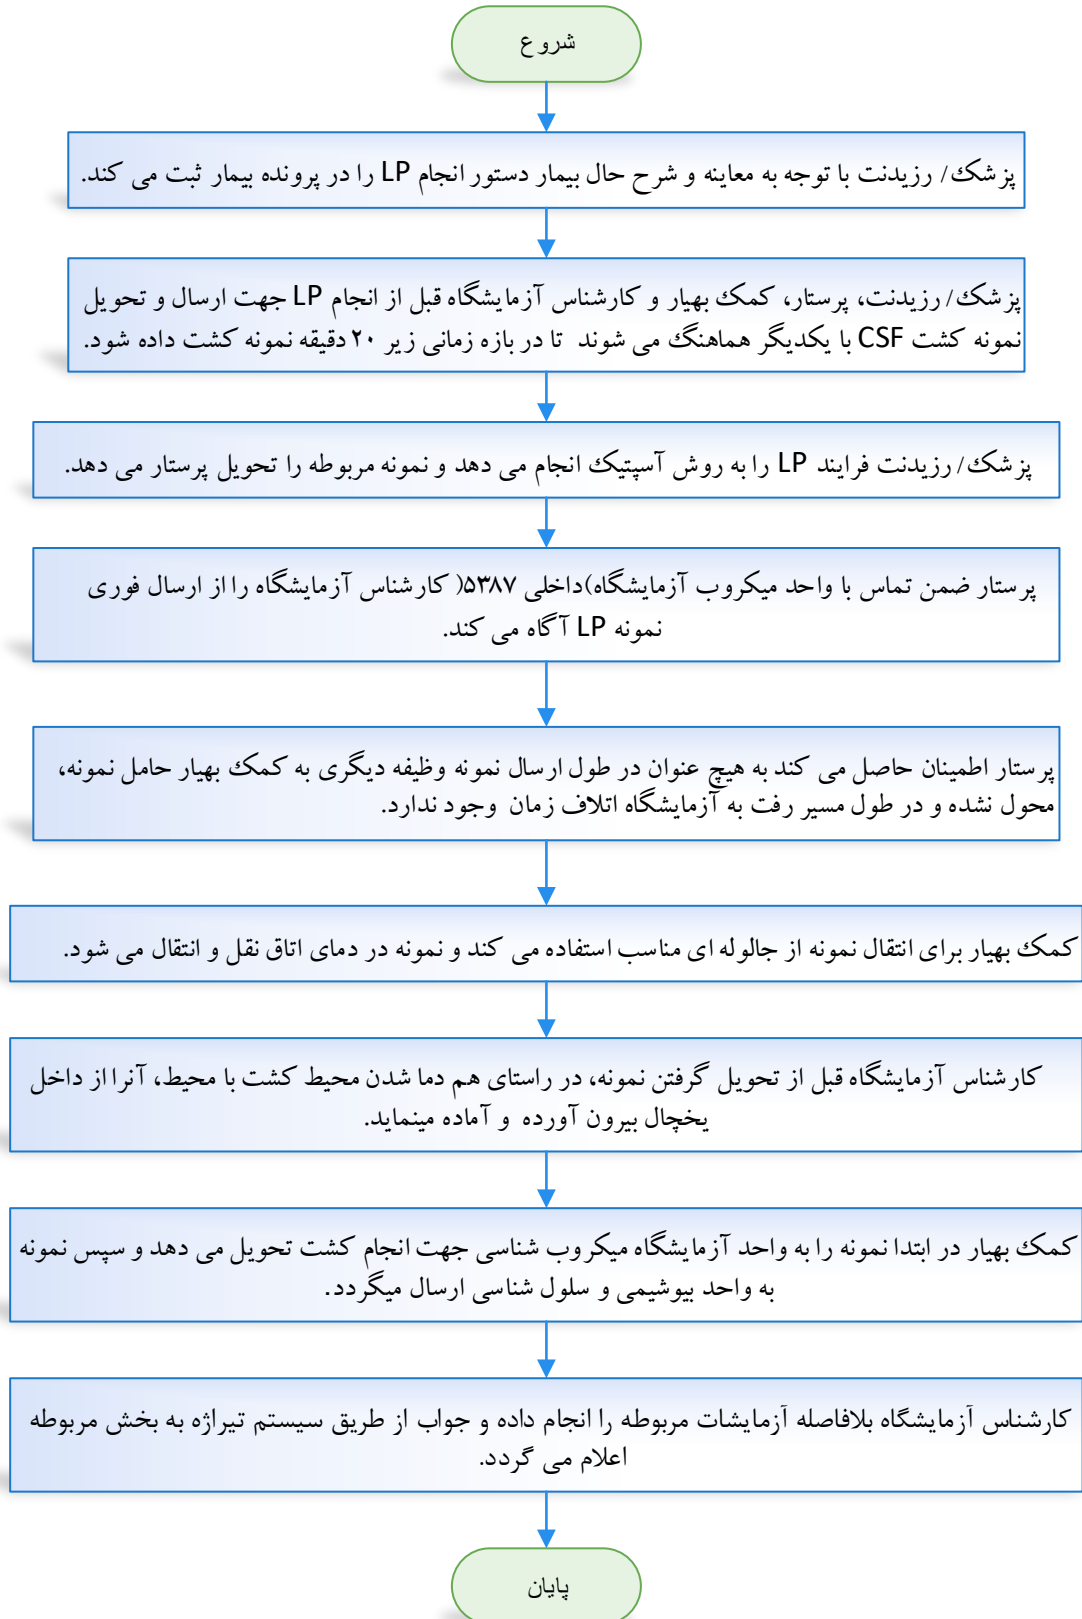 شروع
پزشک/ رزیدنت با توجه به معاینه و شرح حال بیمار دستور انجام LP را در پرونده بیمار ثبت می کند.
پزشک/ رزیدنت، پرستار، کمک بهیار و کارشناس آزمایشگاه قبل از انجام LP جهت ارسال و تحویل
نمونه کشت CSF با یکدیگر هماهنگ می شوند تا در بازه زمانی زیر ۲۰ دقیقه نمونه کشت داده شود.
پزشک/ رزیدنت فرایند LP را به روش آسپتیک انجام می دهد و نمونه مربوطه را تحویل پرستار می دهد.
پرستار ضمن تماس با واحد میکروب آزمایشگاه)داخلی ۵۳۸۷( کارشناس آزمایشگاه را از ارسال فوری
نمونه LP آگاه می کند.
پرستار اطمینان حاصل می کند به هیچ عنوان در طول ارسال نمونه وظیفه دیگری به کمک بهیار حامل نمونه،
محول نشده و در طول مسیر رفت به آزمایشگاه اتلاف زمان وجود ندارد.
کمک بهیار برای انتقال نمونه از جالوله ای مناسب استفاده می کند و نمونه در دمای اتاق نقل و انتقال می شود.
کارشناس آزمایشگاه قبل از تحویل گرفتن نمونه، در راستای هم دما شدن محیط کشت با محیط، آنرا از داخل
یخچال بیرون آورده و آماده مینماید.
کمک بهیار در ابتدا نمونه را به واحد آزمایشگاه میکروب شناسی جهت انجام کشت تحویل می دهد و سپس نمونه
به واحد بیوشیمی و سلول شناسی ارسال میگردد.
کارشناس آزمایشگاه بلافاصله آزمایشات مربوطه را انجام داده و جواب از طریق سیستم تیراژه به بخش مربوطه
اعلام می گردد.
پایان